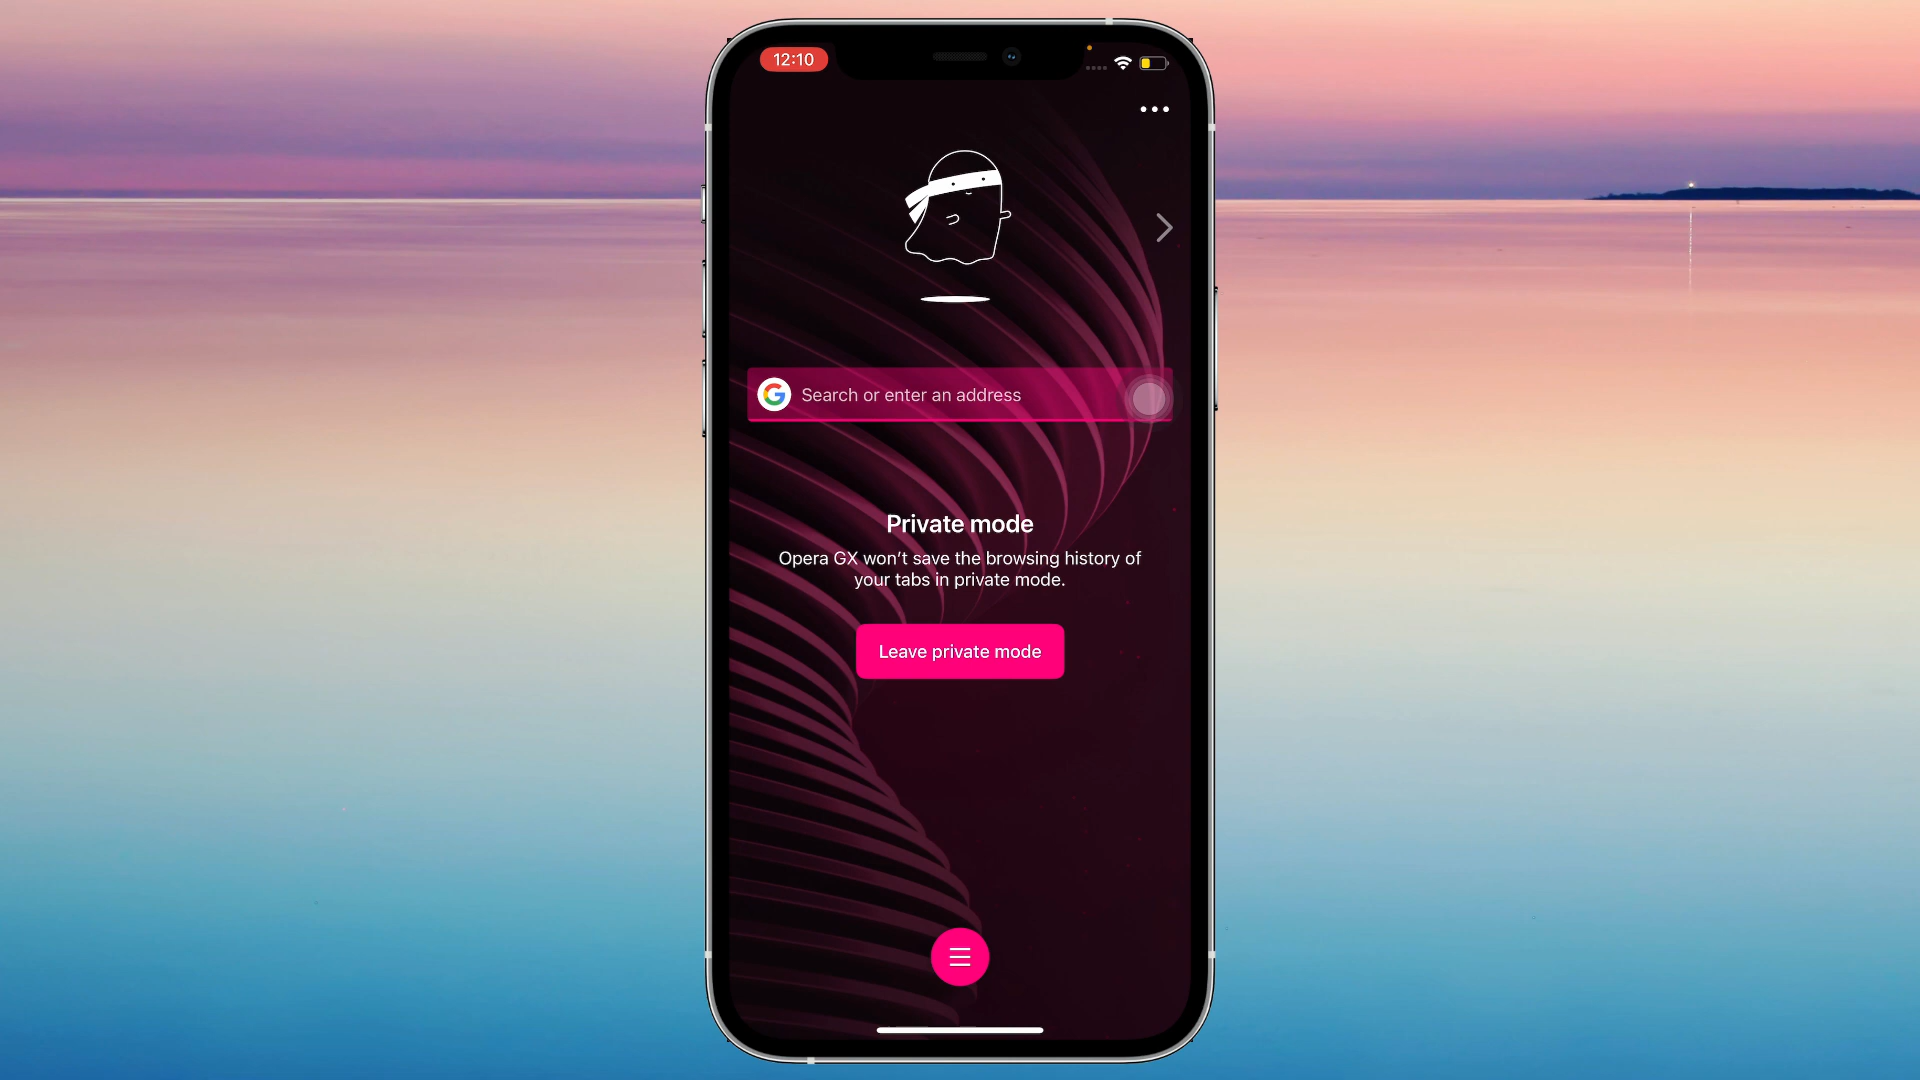 12:10
Search or enter an address
Private mode
Opera GX won't save the browsing history of
your tabs in private mode.
Leave private mode